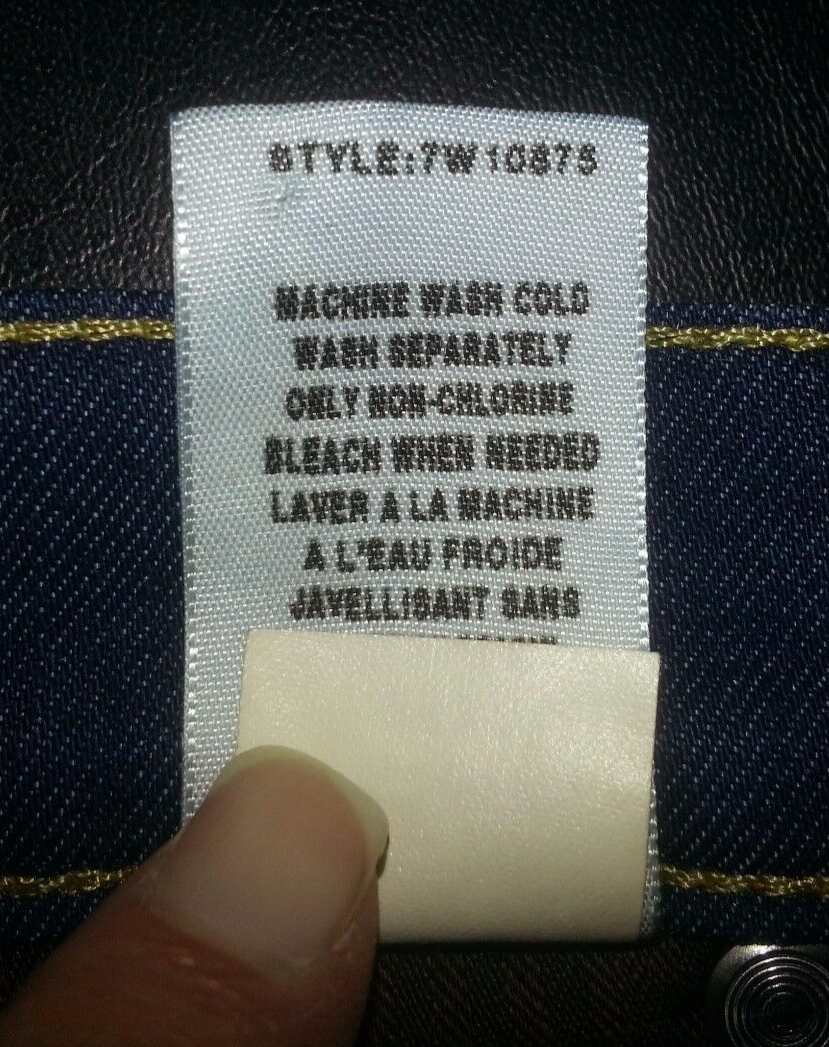 STYLE:7W10875
MACHINE WASH COLD
WASH SEPARATELY
ONLY NON-CHLORINE
BLEACH WHEN NEEDED
LAVER A LA MACHINE
A L'EAU FROIDE
JAVELLISANT SANS